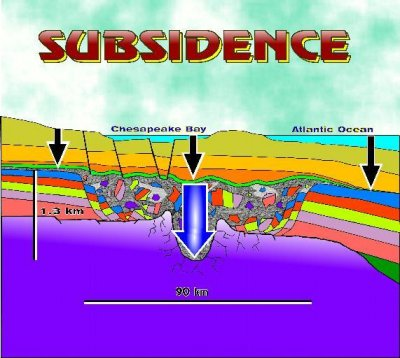 SUBSIDENCE
Chesapeake Bay
Atlantic Ocean
1.3 km
90 km